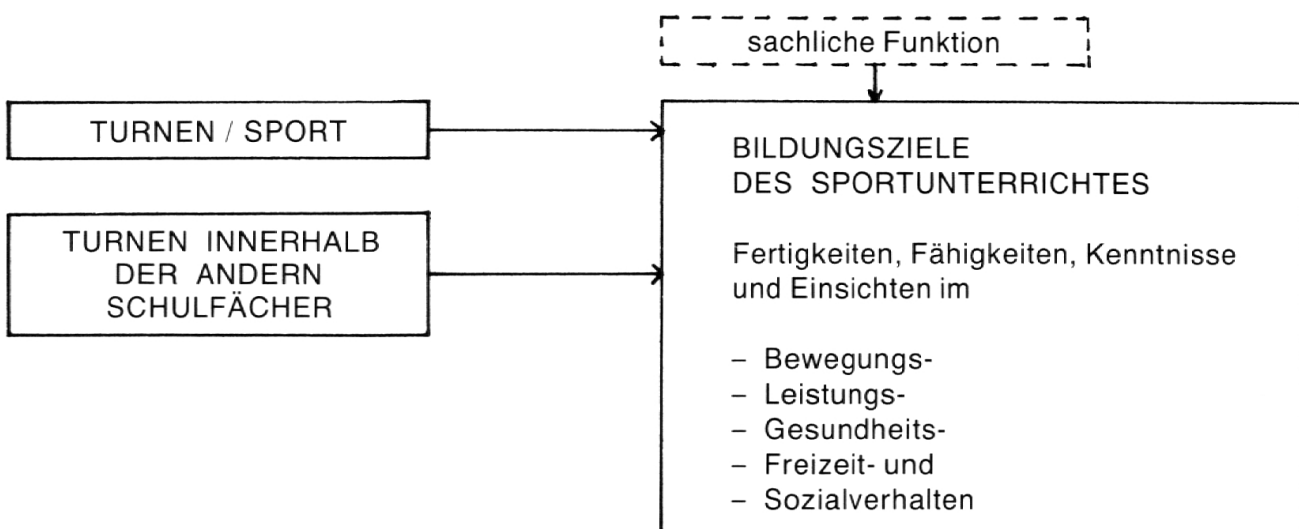 sachliche Funktion
TURNEN / SPORT
TURNEN INNERHALB
DER ANDERN
SCHULFÄCHER
BILDUNGSZIELE
DES SPORTUNTERRICHTES
Fertigkeiten, Fähigkeiten, Kenntnisse
und Einsichten im
– Bewegungs-
– Leistungs-
– Gesundheits-
– Freizeit- und
– Sozialverhalten